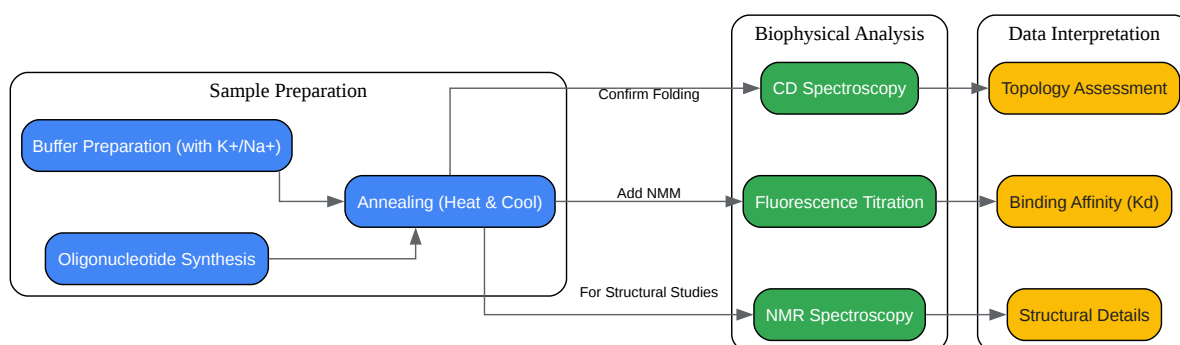 Sample Preparation
Buffer Preparation (with K+/Na+)
Oligonucleotide Synthesis
Annealing (Heat & Cool)
Confirm Folding
Add NMM
For Structural Studies
Biophysical Analysis
CD Spectroscopy
Fluorescence Titration
NMR Spectroscopy
Data Interpretation
Topology Assessment
Binding Affinity (Kd)
Structural Details